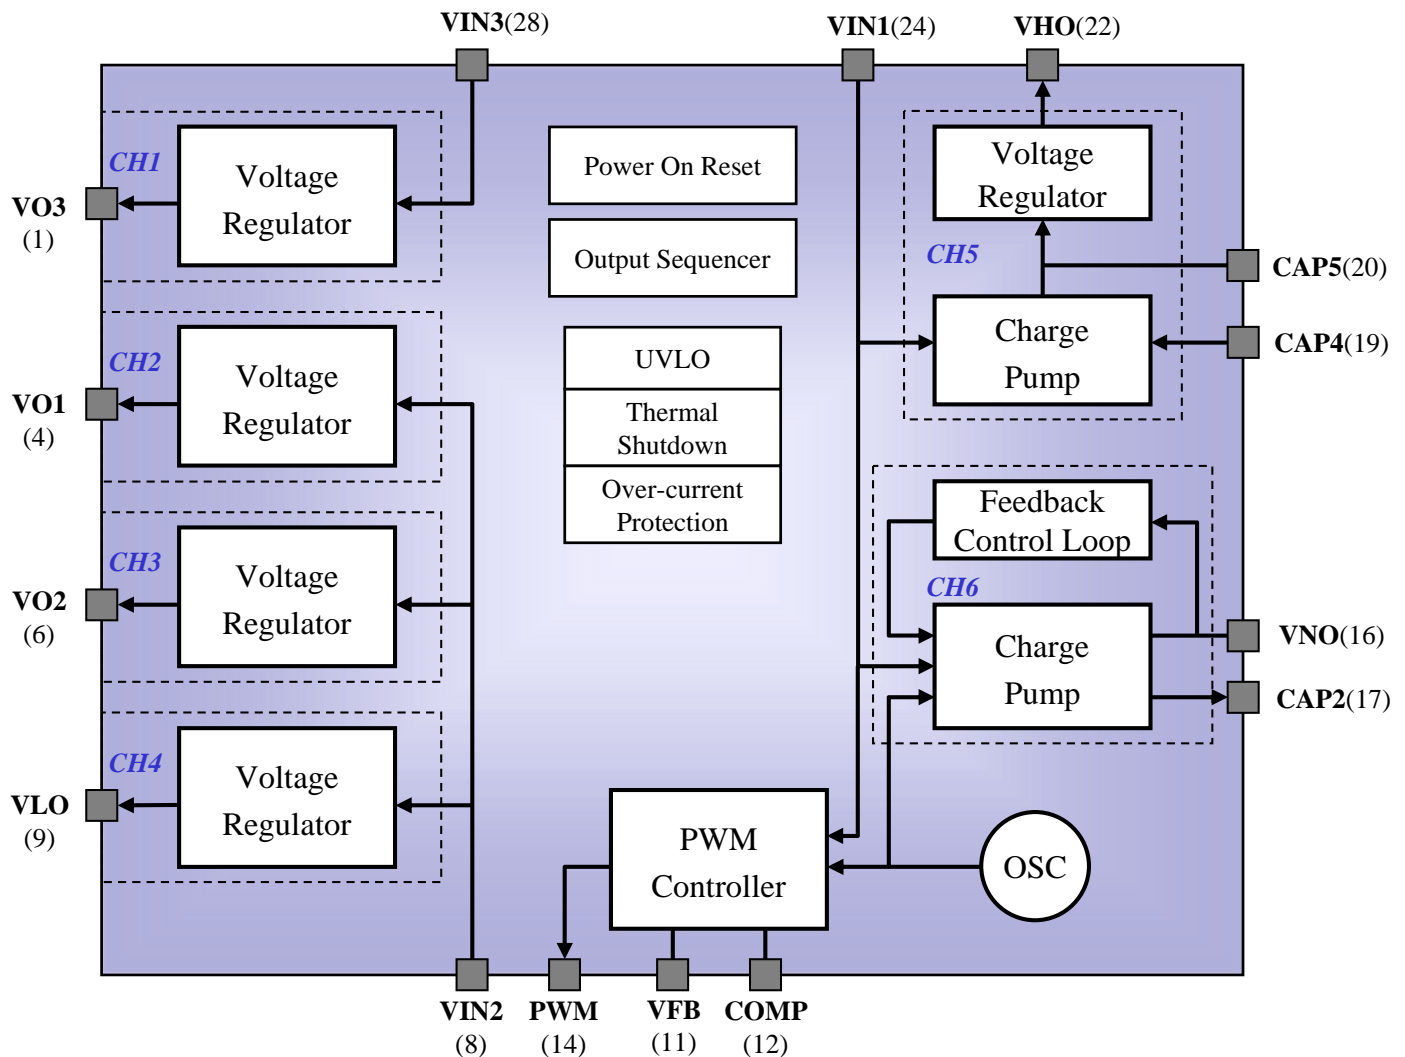 VIN3(28)
VIN1(24)
VHO(22)
CH1
Voltage
Regulator
VO3
(1)
Power On Reset
Output Sequencer
Voltage
Regulator
CH5
CAP5(20)
Charge
Pump
CAP4(19)
CH2
Voltage
Regulator
VO1
(4)
UVLO
Thermal
Shutdown
Over-current
Protection
Feedback
Control Loop
CH6
Charge
Pump
VNO(16)
CAP2(17)
CH3
Voltage
Regulator
VO2
(6)
CH4
Voltage
Regulator
VLO
(9)
PWM
Controller
OSC
VIN2
(8)
PWM
(14)
VFB
(11)
COMP
(12)